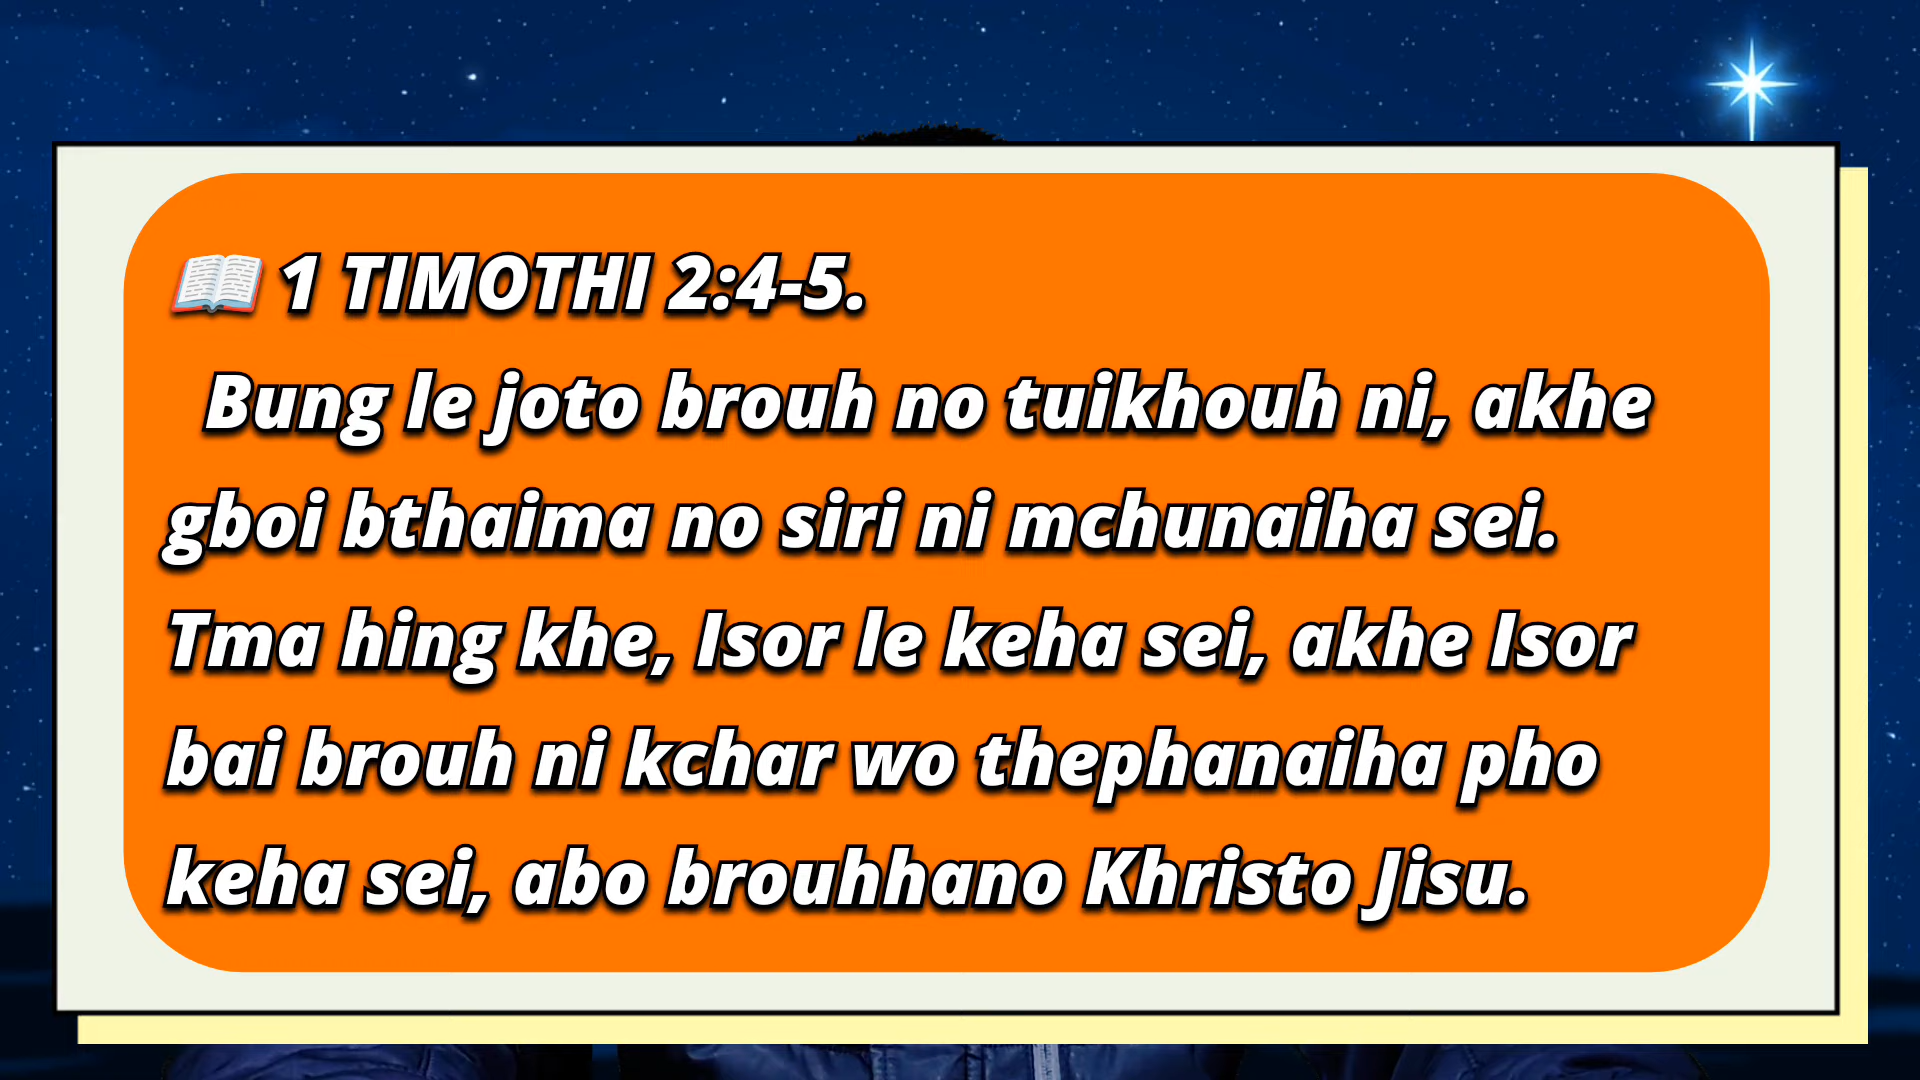 📖 1 TIMOTHI 2:4-5.
Bung le joto brouh no tuikhouh ni, akhe
gboi bthaima no siri ni mchunaiha sei.
Tma hing khe, Isor le keha sei, akhe Isor
bai brouh ni kchar wo thephanaiha pho
keha sei, abo brouhhano Khristo Jisu.